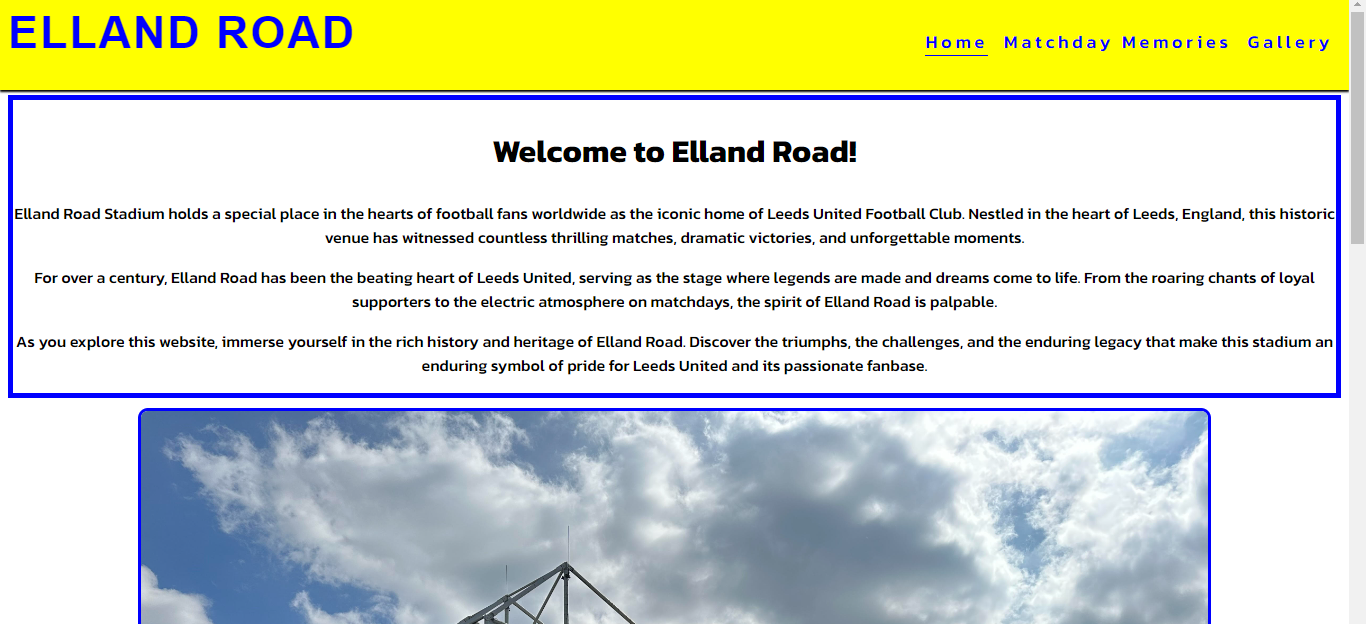 ELLAND ROAD
Home Matchday Memories Gallery
Welcome to Elland Road!
Elland Road Stadium holds a special place in the hearts of football fans worldwide as the iconic home of Leeds United Football Club. Nestled in the heart of Leeds, England, this historic
venue has witnessed countless thrilling matches, dramatic victories, and unforgettable moments.
For over a century, Elland Road has been the beating heart of Leeds United, serving as the stage where legends are made and dreams come to life. From the roaring chants of loyal
supporters to the electric atmosphere on matchdays, the spirit of Elland Road is palpable.
As you explore this website, immerse yourself in the rich history and heritage of Elland Road. Discover the triumphs, the challenges, and the enduring legacy that make this stadium an
enduring symbol of pride for Leeds United and its passionate fanbase.